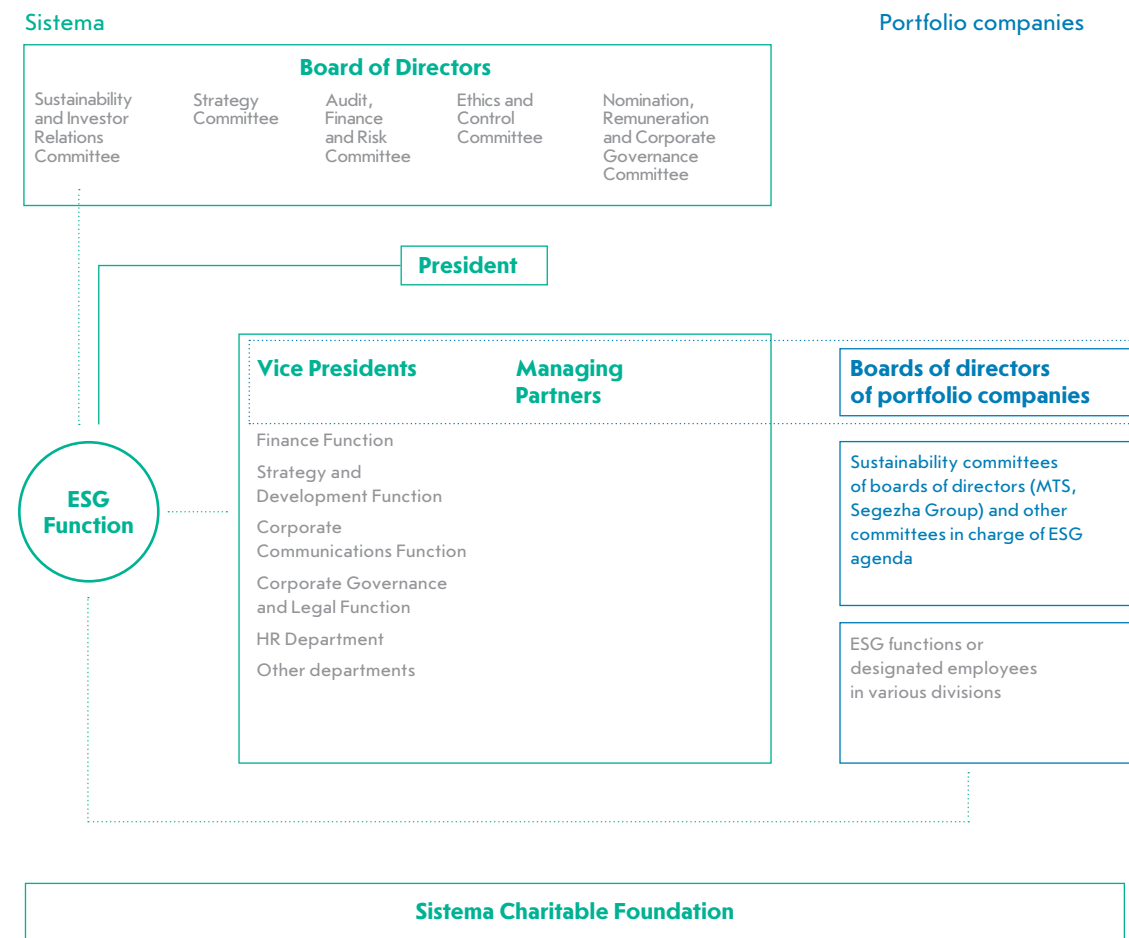 Sistema
Portfolio companies
Board of Directors
Sustainability
and Investor
Relations
Committee
Strategy
Committee
Audit,
Finance
and Risk
Committee
Ethics and
Control
Committee
Nomination,
Remuneration
and Corporate
Governance
Committee
President
ESG
Function
Vice Presidents
Managing
Partners
Finance Function
Strategy and
Development Function
Corporate
Communications Function
Corporate Governance
and Legal Function
HR Department
Other departments
Boards of directors
of portfolio companies
Sustainability committees
of boards of directors (MTS,
Segezha Group) and other
committees in charge of ESG
agenda
ESG functions or
designated employees
in various divisions
Sistema Charitable Foundation